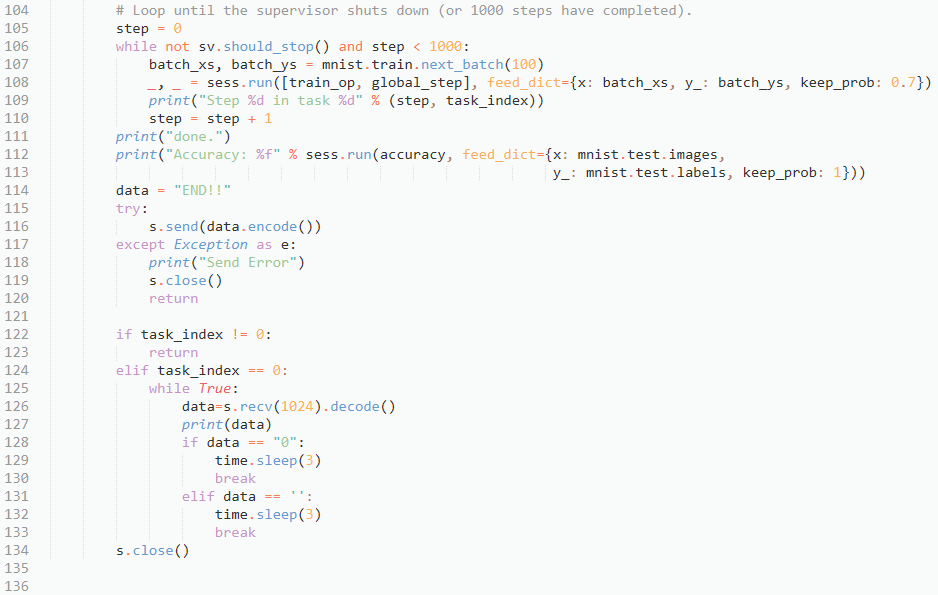 104 # Loop until the supervisor shuts down (or 1000 steps have completed).
105 step = 0
106 while not sv.should_stop() and step < 1000:
107 batch_xs, batch_ys = mnist.train.next_batch(100)
108 _, _ = sess.run([train_op, global_step], feed_dict={x: batch_xs, y_: batch_ys, keep_prob: 0.7})
109 print("Step %d in task %d" % (step, task_index))
110 step = step + 1
111 print("done.")
112 print("Accuracy: %f" % sess.run(accuracy, feed_dict={x: mnist.test.images,
113 y_: mnist.test.labels, keep_prob: 1}))
114 data = "END!!"
115 try:
116 s.send(data.encode())
117 except Exception as e:
118 print("Send Error")
119 s.close()
120 return
121
122 if task_index != 0:
123 return
124 elif task_index == 0:
125 while True:
126 data=s.recv(1024).decode()
127 print(data)
128 if data == "0":
129 time.sleep(3)
130 break
131 elif data == '':
132 time.sleep(3)
133 break
134 s.close()
135
136